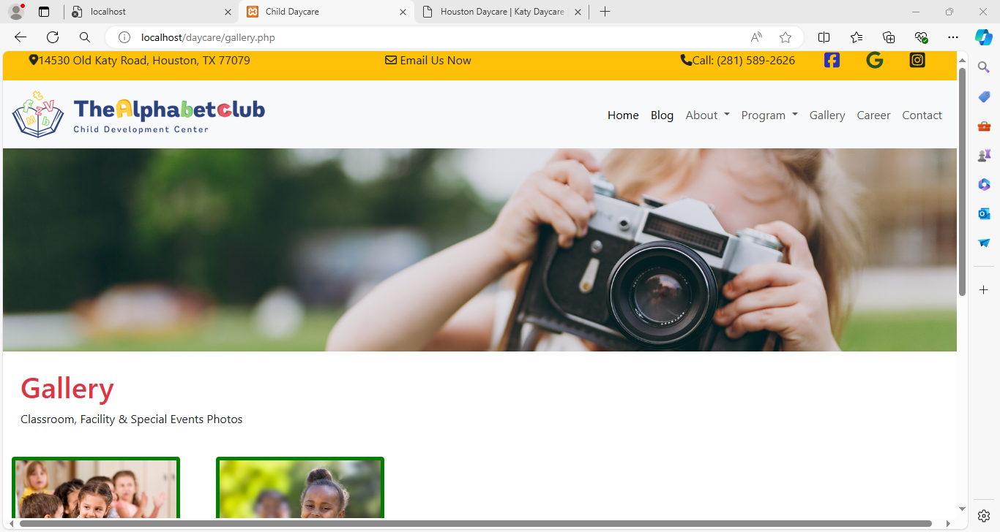 localhost
Child Daycare
Houston Daycare | Katy Daycare
localhost/daycare/gallery.php
14530 Old Katy Road, Houston, TX 77079
Email Us Now
Call: (281) 589-2626
TheAlphabetclub
Child Development Center
Home
Blog
About
Program
Gallery
Career
Contact
Gallery
Classroom, Facility & Special Events Photos